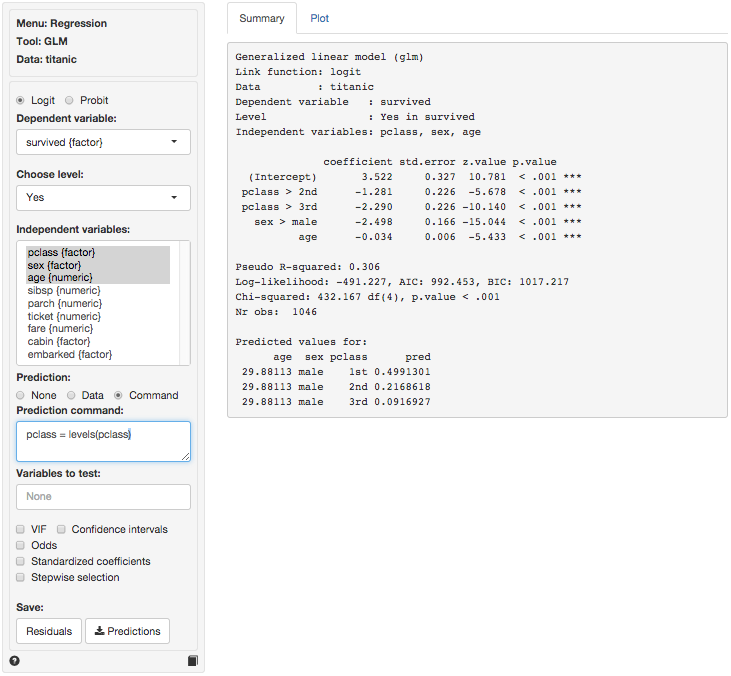 Menu: Regression
Tool: GLM
Data: titanic
Logit Probit
Dependent variable:
survived {factor}
Choose level:
Yes
Independent variables:
pclass {factor}
sex {factor}
age {numeric}
sibsp {numeric}
parch {numeric}
ticket {numeric}
fare {numeric}
cabin {factor}
embarked {factor}
Prediction:
None Data Command
Prediction command:
pclass = levels(pclass)
Variables to test:
None
VIF Confidence intervals
Odds
Standardized coefficients
Stepwise selection
Save:
Residuals Predictions
?
Summary Plot
Generalized linear model (glm)
Link function: logit
Data : titanic
Dependent variable : survived
Level : Yes in survived
Independent variables: pclass, sex, age
coefficient std.error z.value p.value
(Intercept) 3.522 0.327 10.781 < .001 ***
pclass > 2nd -1.281 0.226 -5.678 < .001 ***
pclass > 3rd -2.290 0.226 -10.140 < .001 ***
sex > male -2.498 0.166 -15.044 < .001 ***
age -0.034 0.006 -5.433 < .001 ***
Pseudo R-squared: 0.306
Log-likelihood: -491.227, AIC: 992.453, BIC: 1017.217
Chi-squared: 432.167 df(4), p.value < .001
Nr obs: 1046
Predicted values for:
age sex pclass pred
29.88113 male 1st 0.4991301
29.88113 male 2nd 0.2168618
29.88113 male 3rd 0.0916927